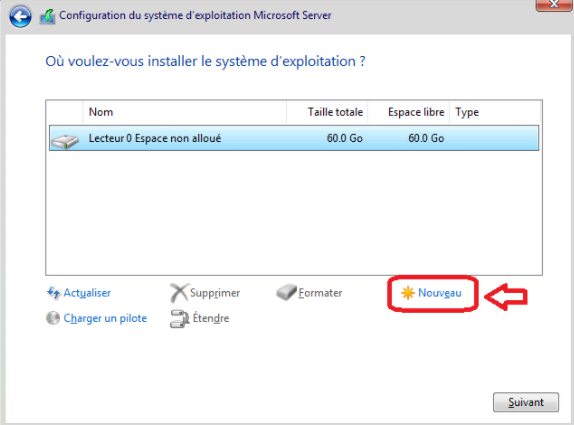 Configuration du système d'exploitation Microsoft Server
Où voulez-vous installer le système d'exploitation ?
Nom Taille totale Espace libre Type
Lecteur 0 Espace non alloué 60.0 Go 60.0 Go
Actualiser Supprimer Formater Nouveau
Charger un pilote Étendre
Suivant